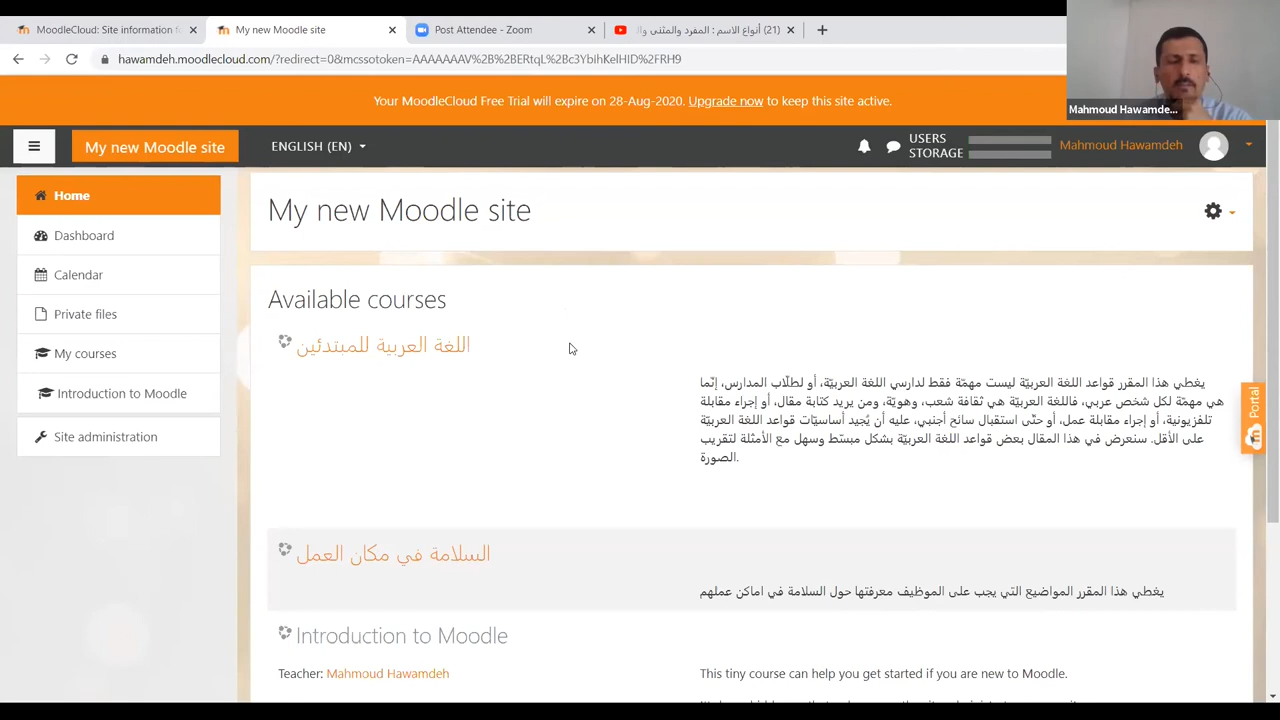 MoodleCloud: Site information f
My new Moodle site
Post Attendee - Zoom
(21) أنواع الاسم : المفرد والمثنى وال
hawamdeh.moodlecloud.com/?redirect=0&mcssotoken=AAAAAAAV%2B%2BERtqL%2Bc3YbIhKelHID%2FRH9
Mahmoud Hawamde...
Your MoodleCloud Free Trial will expire on 28-Aug-2020. Upgrade now to keep this site active.
My new Moodle site
ENGLISH (EN)
USERS
STORAGE
Mahmoud Hawamdeh
Home
Dashboard
Calendar
Private files
My courses
Introduction to Moodle
Site administration
My new Moodle site
Available courses
اللغة العربية للمبتدئين
يغطي هذا المقرر قواعد اللغة العربيّة ليست مهمّة فقط لدارسي اللغة العربيّة، أو لطلّاب المدارس، إنّما
هي مهمّة لكل شخص عربي، فاللغة العربيّة هي ثقافة شعب، وهويّة، ومن يريد كتابة مقال، أو إجراء مقابلة
تلفزيونية، أو إجراء مقابلة عمل، أو حتّى استقبال سائح أجنبي، عليه أن يُجيد أساسيّات قواعد اللغة العربيّة
على الأقل. سنعرض في هذا المقال بعض قواعد اللغة العربيّة بشكل مبسّط وسهل مع الأمثلة لتقريب
الصورة.
Portal
السلامة في مكان العمل
يغطي هذا المقرر المواضيع التي يجب على الموظيف معرفتها حول السلامة في اماكن عملهم
Introduction to Moodle
Teacher: Mahmoud Hawamdeh
This tiny course can help you get started if you are new to Moodle.